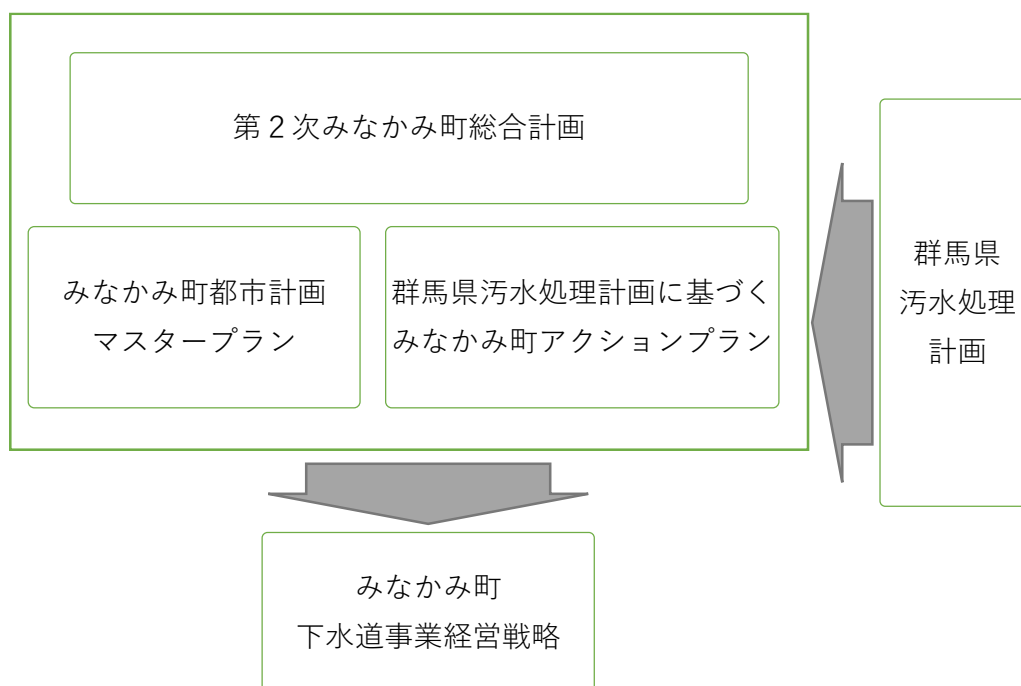 第２次みなかみ町総合計画
みなかみ町都市計画
マスタープラン
群馬県汚水処理計画に基づく
みなかみ町アクションプラン
群馬県
汚水処理
計画
みなかみ町
下水道事業経営戦略